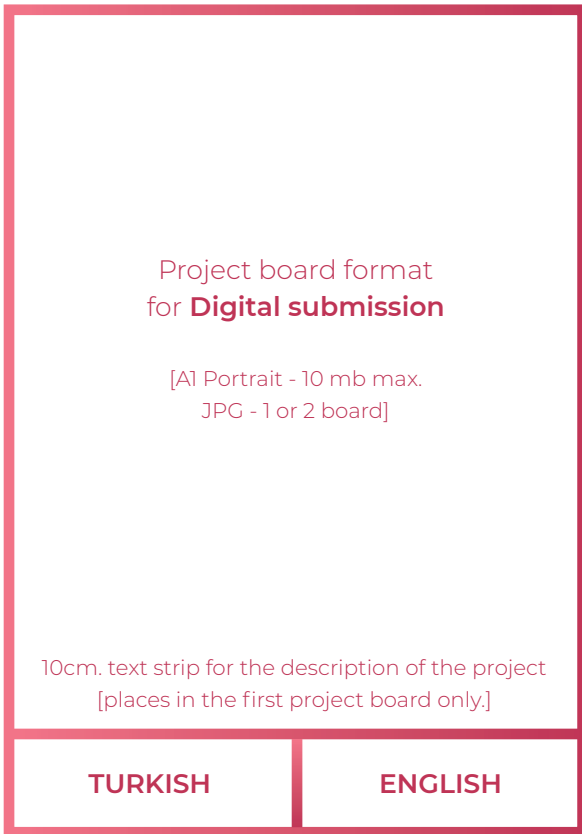 Project board format
for Digital submission
[A1 Portrait - 10 mb max.
JPG - 1 or 2 board]
10cm. text strip for the description of the project
[places in the first project board only.]
TURKISH
ENGLISH